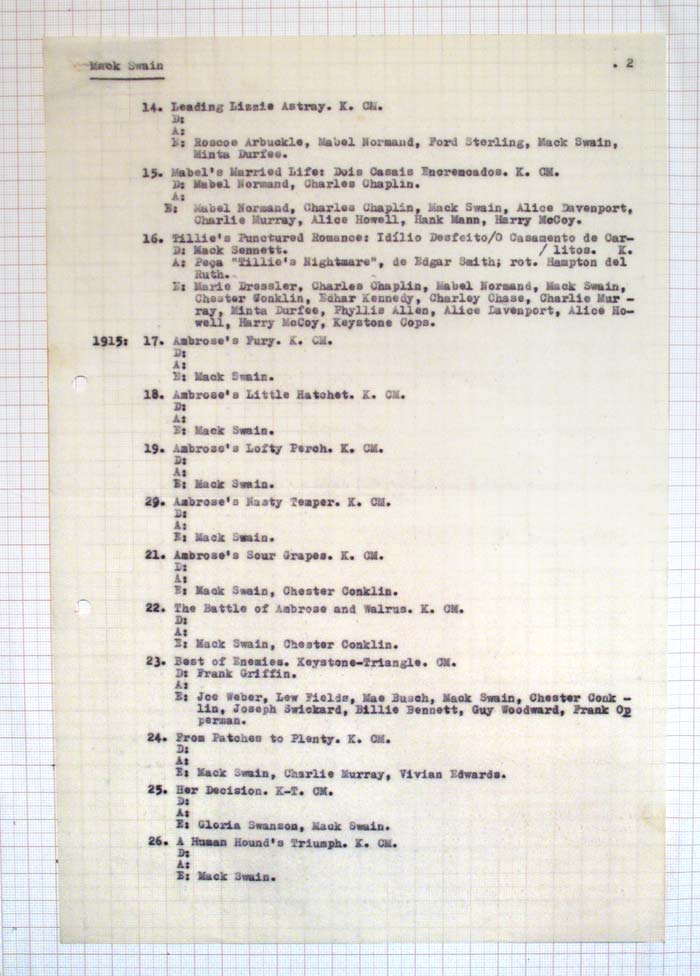 Mack Swain . 2
14. Leading Lizzie Astray. K. CM.
D:
A:
E: Roscoe Arbuckle, Mabel Normand, Ford Sterling, Mack Swain,
Minta Durfee.
15. Mabel's Married Life: Dois Casais Encrencados. K. CM.
D: Mabel Normand, Charles Chaplin.
A:
E: Mabel Normand, Charles Chaplin, Mack Swain, Alice Davenport,
Charlie Murray, Alice Howell, Hank Mann, Harry McCoy.
16. Tillie's Punctured Romance: Idílio Desfeito/O Casamento de Car-
D: Mack Sennett. / litos. K.
A: Peça "Tillie's Nightmare", de Edgar Smith; rot. Hampton del
Ruth.
E: Marie Dressler, Charles Chaplin, Mabel Normand, Mack Swain,
Chester Conklin, Edhar Kennedy, Charley Chase, Charlie Mur -
ray, Minta Durfee, Phyllis Allen, Alice Davenport, Alice Ho-
well, Harry McCoy, Keystone Cops.
1915: 17. Ambrose's Fury. K. CM.
D:
A:
E: Mack Swain.
18. Ambrose's Little Hatchet. K. CM.
D:
A:
E: Mack Swain.
19. Ambrose's Lofty Perch. K. CM.
D:
A:
E: Mack Swain.
29. Ambrose's Nasty Temper. K. CM.
D:
A:
E: Mack Swain.
21. Ambrose's Sour Grapes. K. CM.
D:
A:
E: Mack Swain, Chester Conklin.
22. The Battle of Ambrose and Walrus. K. CM.
D:
A:
E: Mack Swain, Chester Conklin.
23. Best of Enemies. Keystone-Triangle. CM.
D: Frank Griffin.
A:
E: Joe Weber, Lew Fields, Mae Busch, Mack Swain, Chester Conk -
lin, Joseph Swickard, Billie Bennett, Guy Woodward, Frank Op
perman.
24. From Patches to Plenty. K. CM.
D:
A:
E: Mack Swain, Charlie Murray, Vivian Edwards.
25. Her Decision. K-T. CM.
D:
A:
E: Gloria Swanson, Mack Swain.
26. A Human Hound's Triumph. K. CM.
D:
A:
E: Mack Swain.